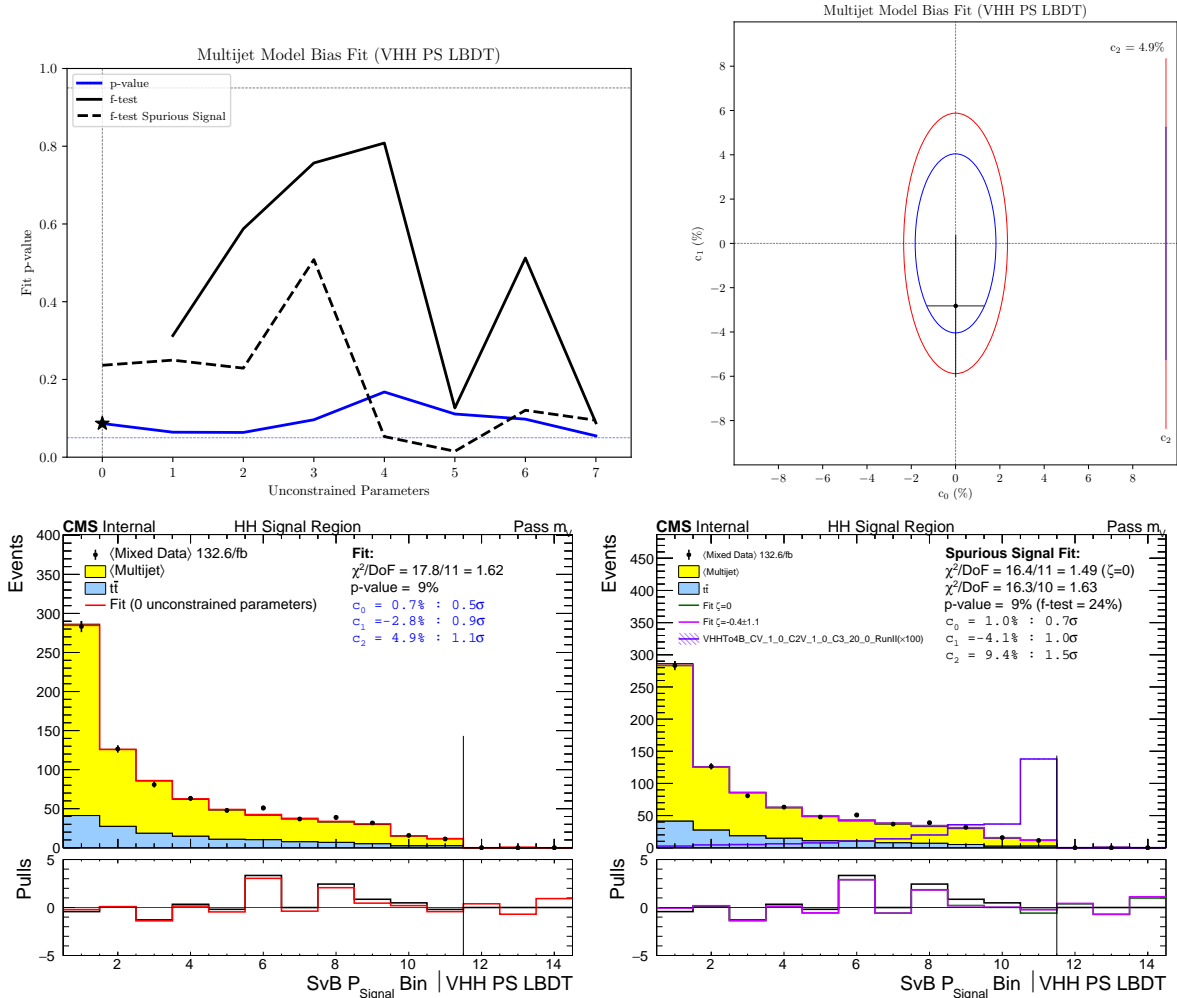 Multijet Model Bias Fit (VHH PS LBDT)
1.0
0.8
0.6
0.4
0.2
0.0
Fit p-value
p-value
f-test
f-test Spurious Signal
0 1 2 3 4 5 6 7
Unconstrained Parameters
Multijet Model Bias Fit (VHH PS LBDT)
c₂ = 4.9%
8
6
4
2
0
−2
−4
−6
−8
c₁ (%)
c₂
−8 −6 −4 −2 0 2 4 6 8
c₀ (%)
CMS Internal HH Signal Region Pass m_V
Events
400
350
300
250
200
150
100
50
0
⟨Mixed Data⟩ 132.6/fb
⟨Multijet⟩
tt̄
Fit (0 unconstrained parameters)
Fit:
χ²/DoF = 17.8/11 = 1.62
p-value = 9%
c₀ = 0.7% : 0.5σ
c₁ =-2.8% : 0.9σ
c₂ = 4.9% : 1.1σ
Pulls
5
0
−5
2 4 6 8 10 12 14
SvB P_Signal Bin | VHH PS LBDT
CMS Internal HH Signal Region Pass m_V
Events
450
400
350
300
250
200
150
100
50
0
⟨Mixed Data⟩ 132.6/fb
⟨Multijet⟩
tt̄
Fit ζ=0
Fit ζ=-0.4±1.1
VHHTo4B_CV_1_0_C2V_1_0_C3_20_0_RunII(×100)
Spurious Signal Fit:
χ²/DoF = 16.4/11 = 1.49 (ζ=0)
χ²/DoF = 16.3/10 = 1.63
p-value = 9% (f-test = 24%)
c₀ = 1.0% : 0.7σ
c₁ =-4.1% : 1.0σ
c₂ = 9.4% : 1.5σ
Pulls
5
0
−5
2 4 6 8 10 12 14
SvB P_Signal Bin | VHH PS LBDT